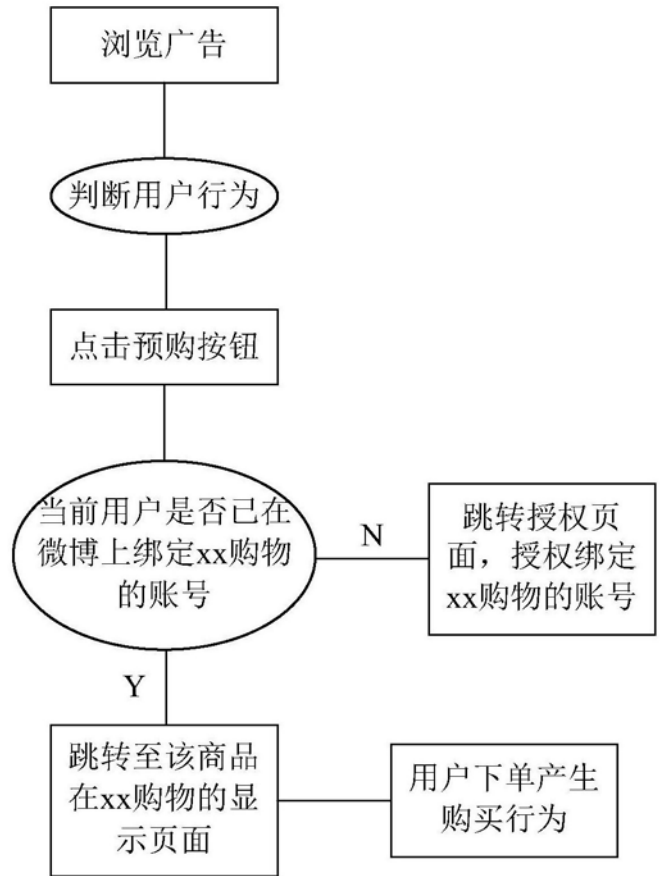 浏览广告
判断用户行为
点击预购按钮
当前用户是否已在
微博上绑定xx购物
的账号
N
跳转授权页
面，授权绑定
xx购物的账号
Y
跳转至该商品
在xx购物的显
示页面
用户下单产生
购买行为